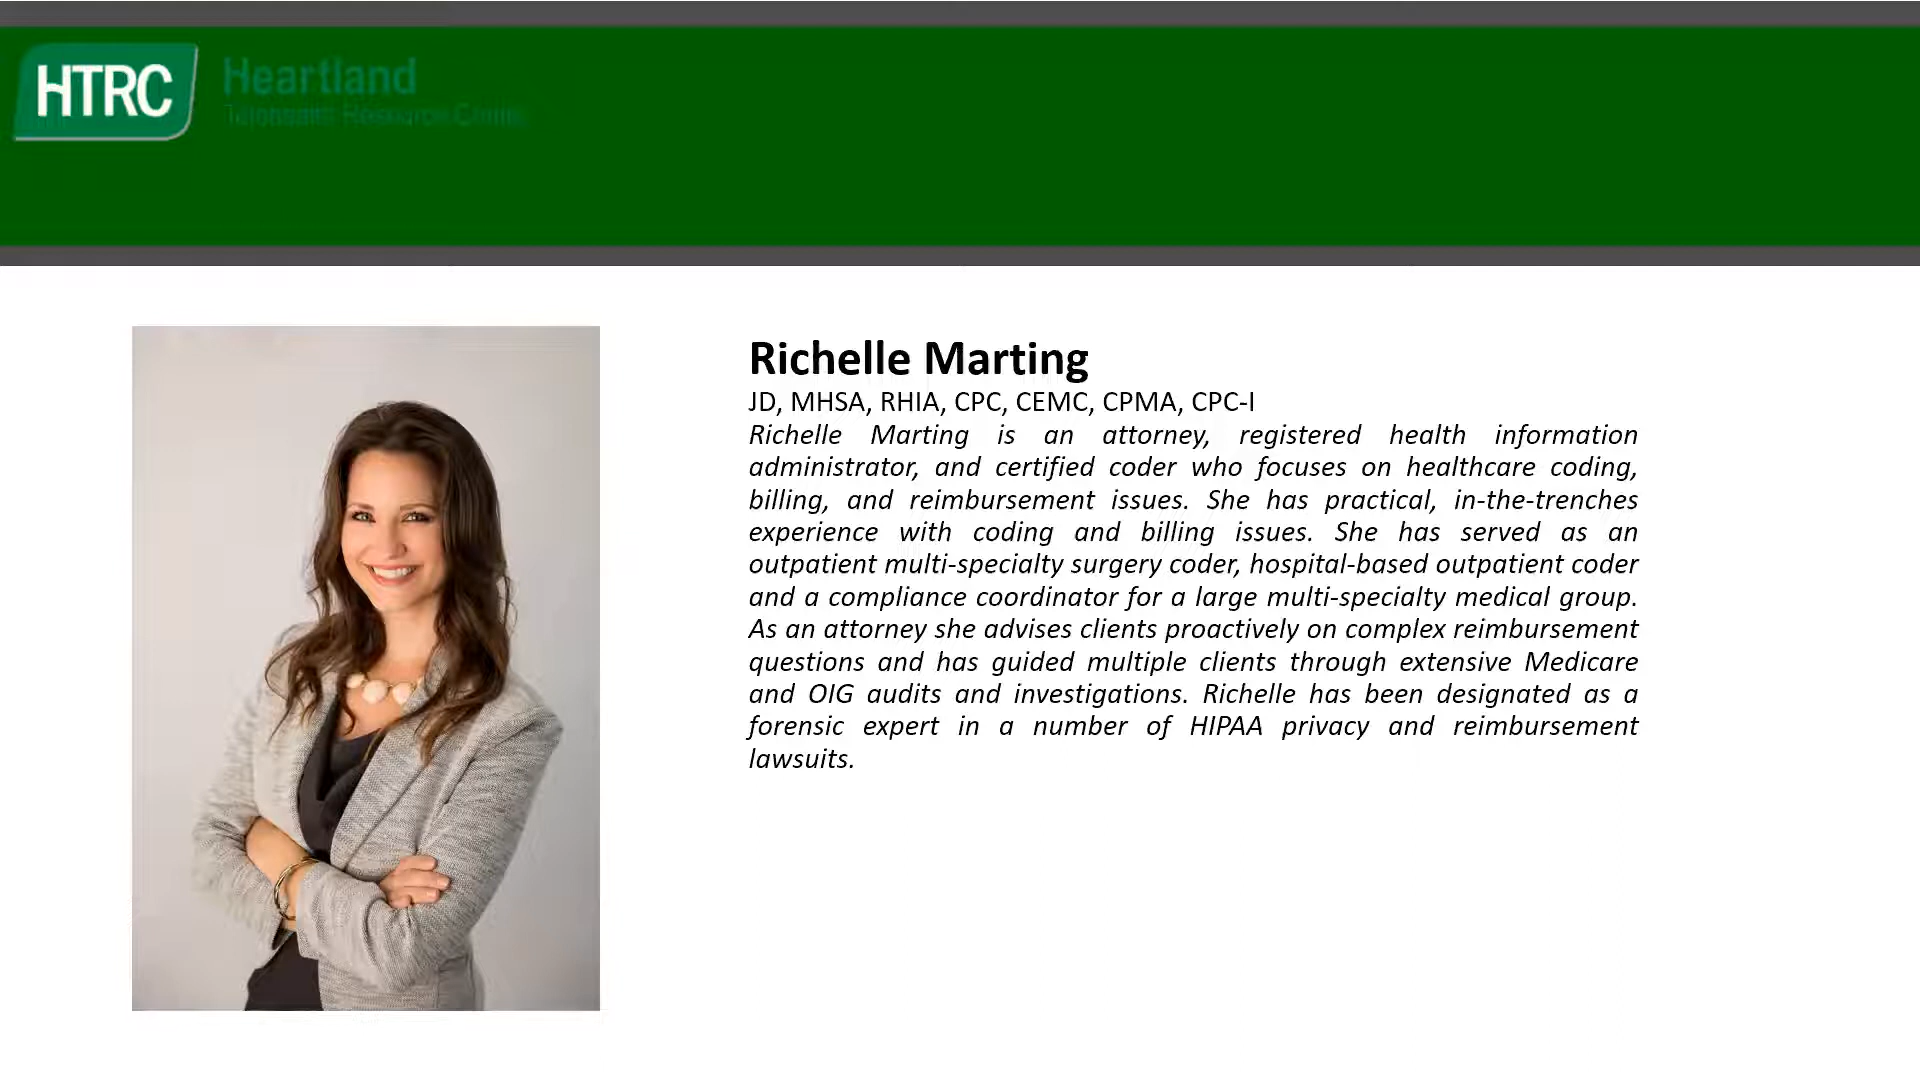 HTRC
Heartland
Telehealth Resource Center
Richelle Marting
JD, MHSA, RHIA, CPC, CEMC, CPMA, CPC-I
Richelle Marting is an attorney, registered health information
administrator, and certified coder who focuses on healthcare coding,
billing, and reimbursement issues. She has practical, in-the-trenches
experience with coding and billing issues. She has served as an
outpatient multi-specialty surgery coder, hospital-based outpatient coder
and a compliance coordinator for a large multi-specialty medical group.
As an attorney she advises clients proactively on complex reimbursement
questions and has guided multiple clients through extensive Medicare
and OIG audits and investigations. Richelle has been designated as a
forensic expert in a number of HIPAA privacy and reimbursement
lawsuits.